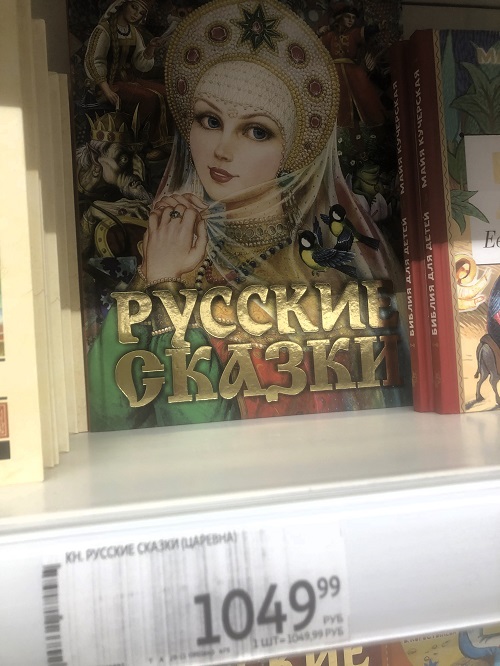 РУССКИЕ
СКАЗКИ
МАЙЯ КУЧЕРСКАЯ
БИБЛИЯ ДЛЯ ДЕТЕЙ
МАЙЯ КУЧЕРСКАЯ
БИБЛИЯ ДЛЯ ДЕТЕЙ
КН. РУССКИЕ СКАЗКИ (ЦАРЕВНА)
1049 99
РУБ
1 ШТ= 1049,99 РУБ